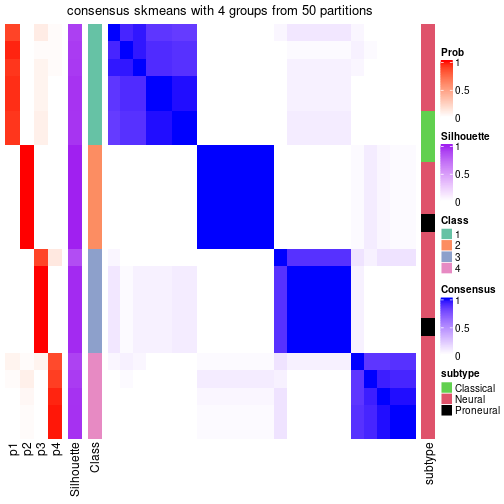 consensus skmeans with 4 groups from 50 partitions
Prob
1
0.5
0
Silhouette
1
0.5
0
Class
1
2
3
4
Consensus
1
0.5
0
subtype
Classical
Neural
Proneural
p1
p2
p3
p4
Silhouette
Class
subtype